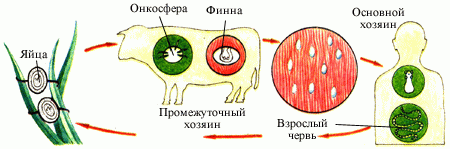 Онкосфера
Финна
Основной
хозяин
Яйца
Промежуточный
хозяин
Взрослый
червь